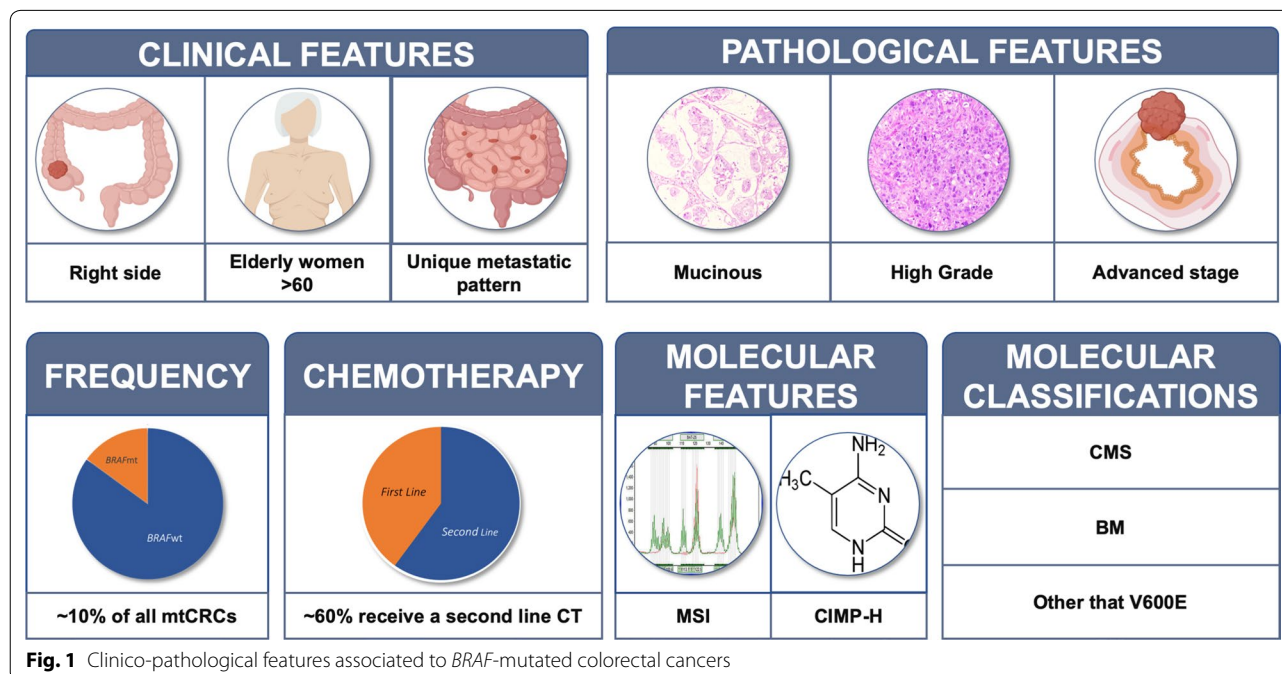 CLINICAL FEATURES
Right side
Elderly women
>60
Unique metastatic
pattern
PATHOLOGICAL FEATURES
Mucinous
High Grade
Advanced stage
FREQUENCY
BRAFmt
BRAFwt
~10% of all mtCRCs
CHEMOTHERAPY
First Line
Second Line
~60% receive a second line CT
MOLECULAR
FEATURES
MSI
NH₂
H₃C
N
N
H
CIMP-H
MOLECULAR
CLASSIFICATIONS
CMS
BM
Other that V600E
Fig. 1 Clinico-pathological features associated to BRAF-mutated colorectal cancers